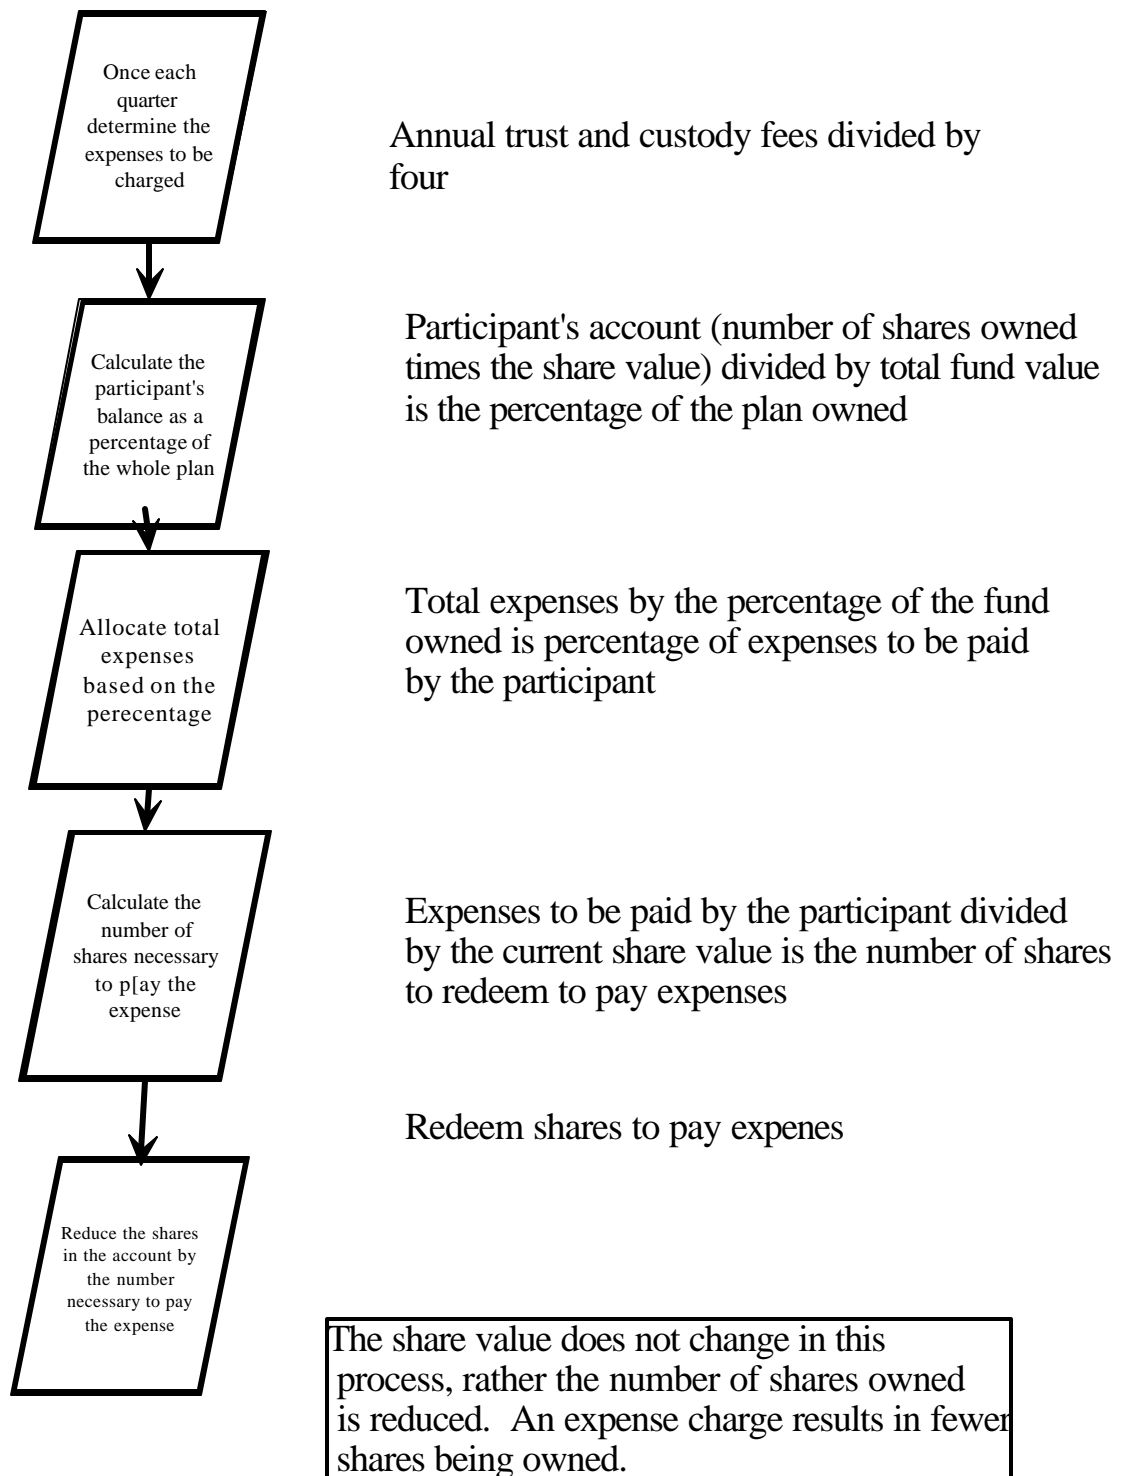 Once each
quarter
determine the
expenses to be
charged
Annual trust and custody fees divided by
four
Calculate the
participant's
balance as a
percentage of
the whole plan
Participant's account (number of shares owned
times the share value) divided by total fund value
is the percentage of the plan owned
Allocate total
expenses
based on the
perecentage
Total expenses by the percentage of the fund
owned is percentage of expenses to be paid
by the participant
Calculate the
number of
shares necessary
to p[ay the
expense
Expenses to be paid by the participant divided
by the current share value is the number of shares
to redeem to pay expenses
Redeem shares to pay expenes
Reduce the shares
in the account by
the number
necessary to pay
the expense
The share value does not change in this
process, rather the number of shares owned
is reduced.  An expense charge results in fewer
shares being owned.